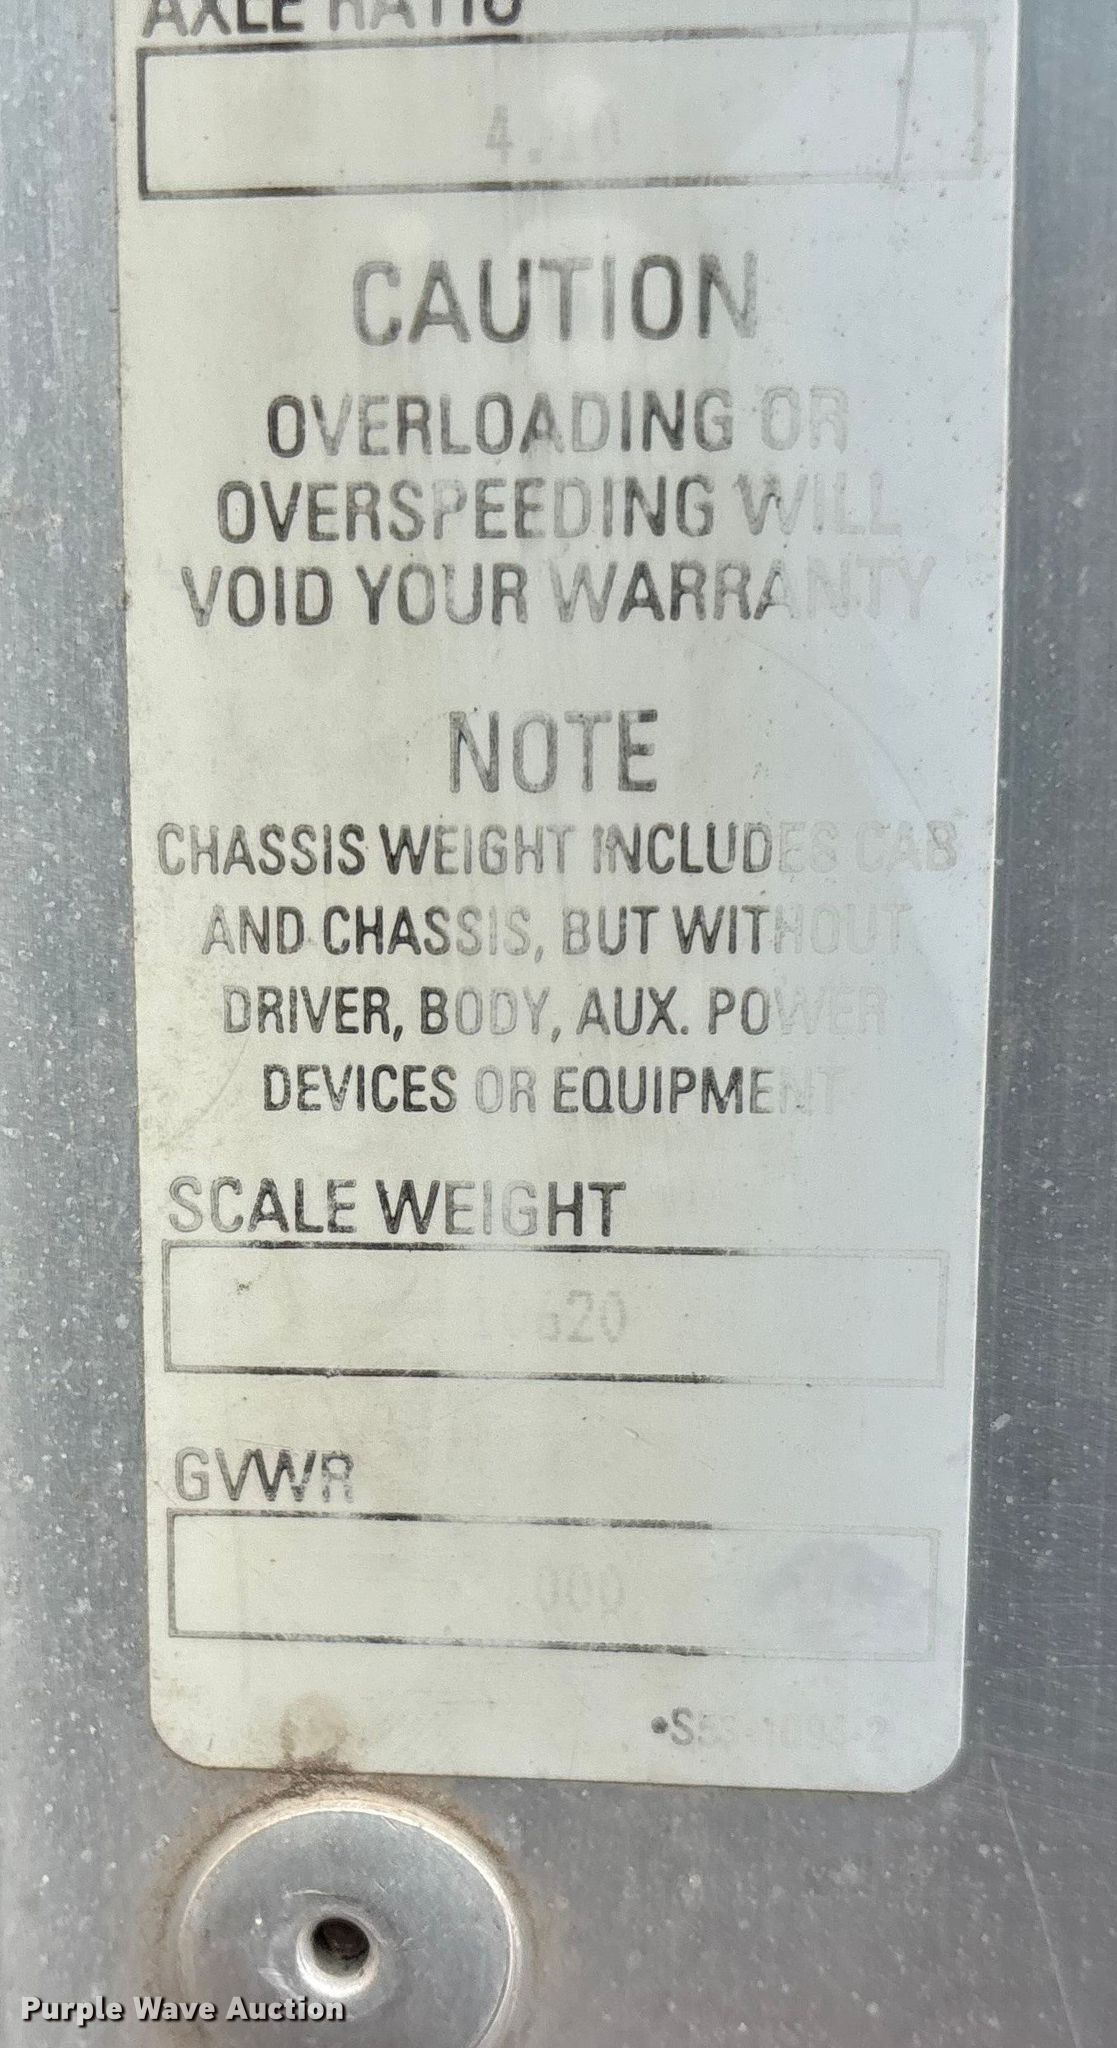 AXLE RATIO
CAUTION
OVERLOADING OR
OVERSPEEDING WILL
VOID YOUR WARRANTY
NOTE
CHASSIS WEIGHT INCLUDES CAB
AND CHASSIS, BUT WITHOUT
DRIVER, BODY, AUX. POWER
DEVICES OR EQUIPMENT
SCALE WEIGHT
GVWR
Purple Wave Auction